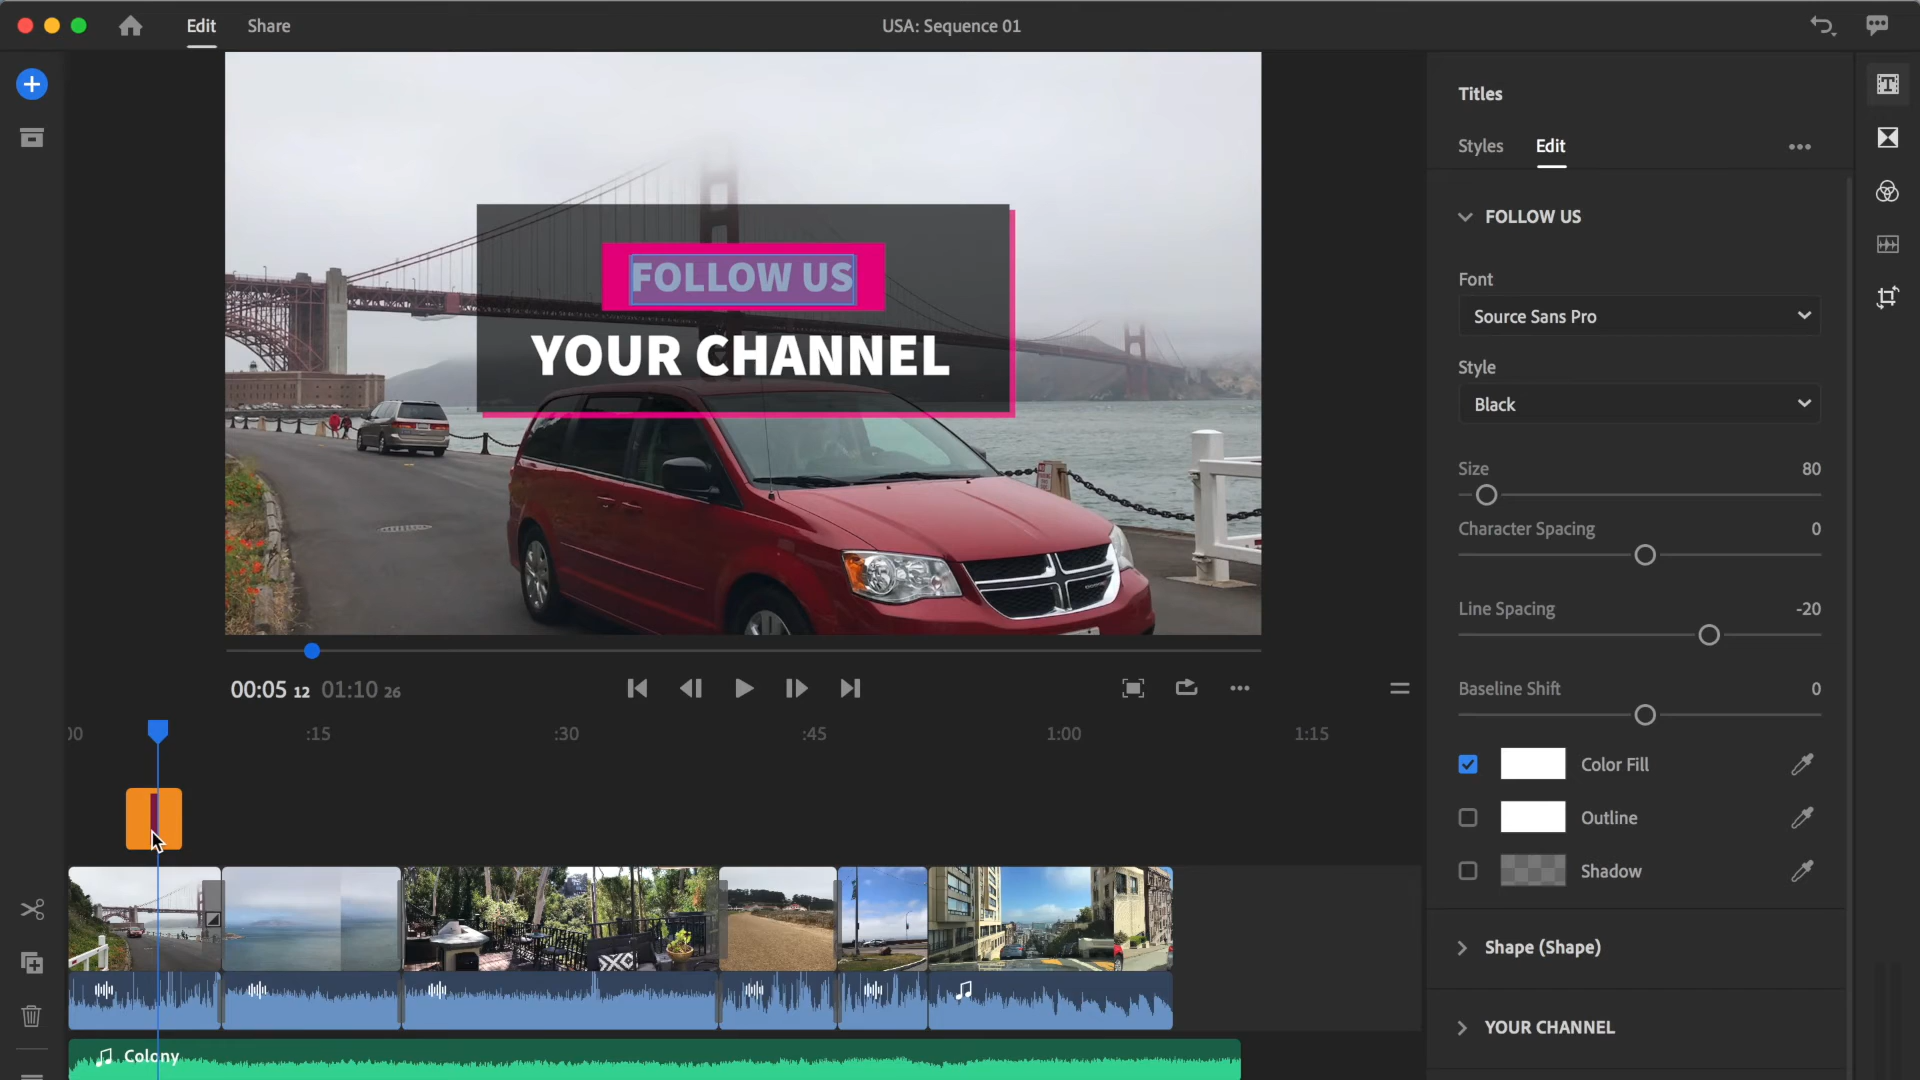 Edit
Share
USA: Sequence 01
Titles
Styles
Edit
FOLLOW US
YOUR CHANNEL
FOLLOW US
Font
Source Sans Pro
Style
Black
Size 80
Character Spacing 0
Line Spacing -20
Baseline Shift 0
Color Fill
Outline
Shadow
Shape (Shape)
YOUR CHANNEL
00:05 12 01:10 26
00 :15 :30 :45 1:00 1:15
Colony